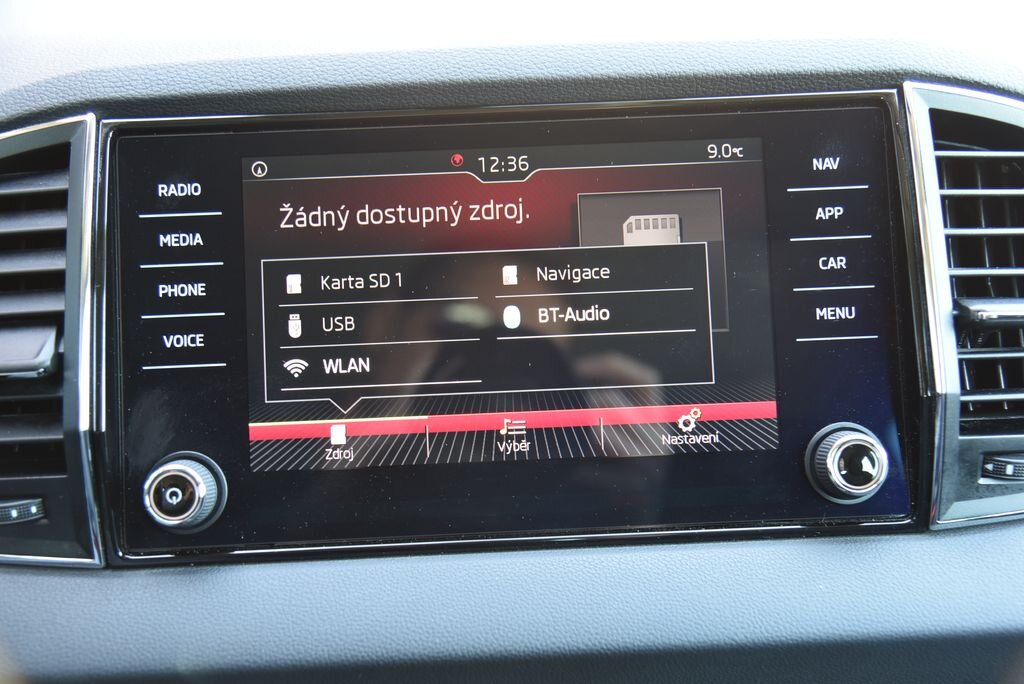 RADIO
MEDIA
PHONE
VOICE
12:36
9.0°C
Žádný dostupný zdroj.
Karta SD 1
Navigace
USB
BT-Audio
WLAN
Zdroj
Výběr
Nastavení
NAV
APP
CAR
MENU